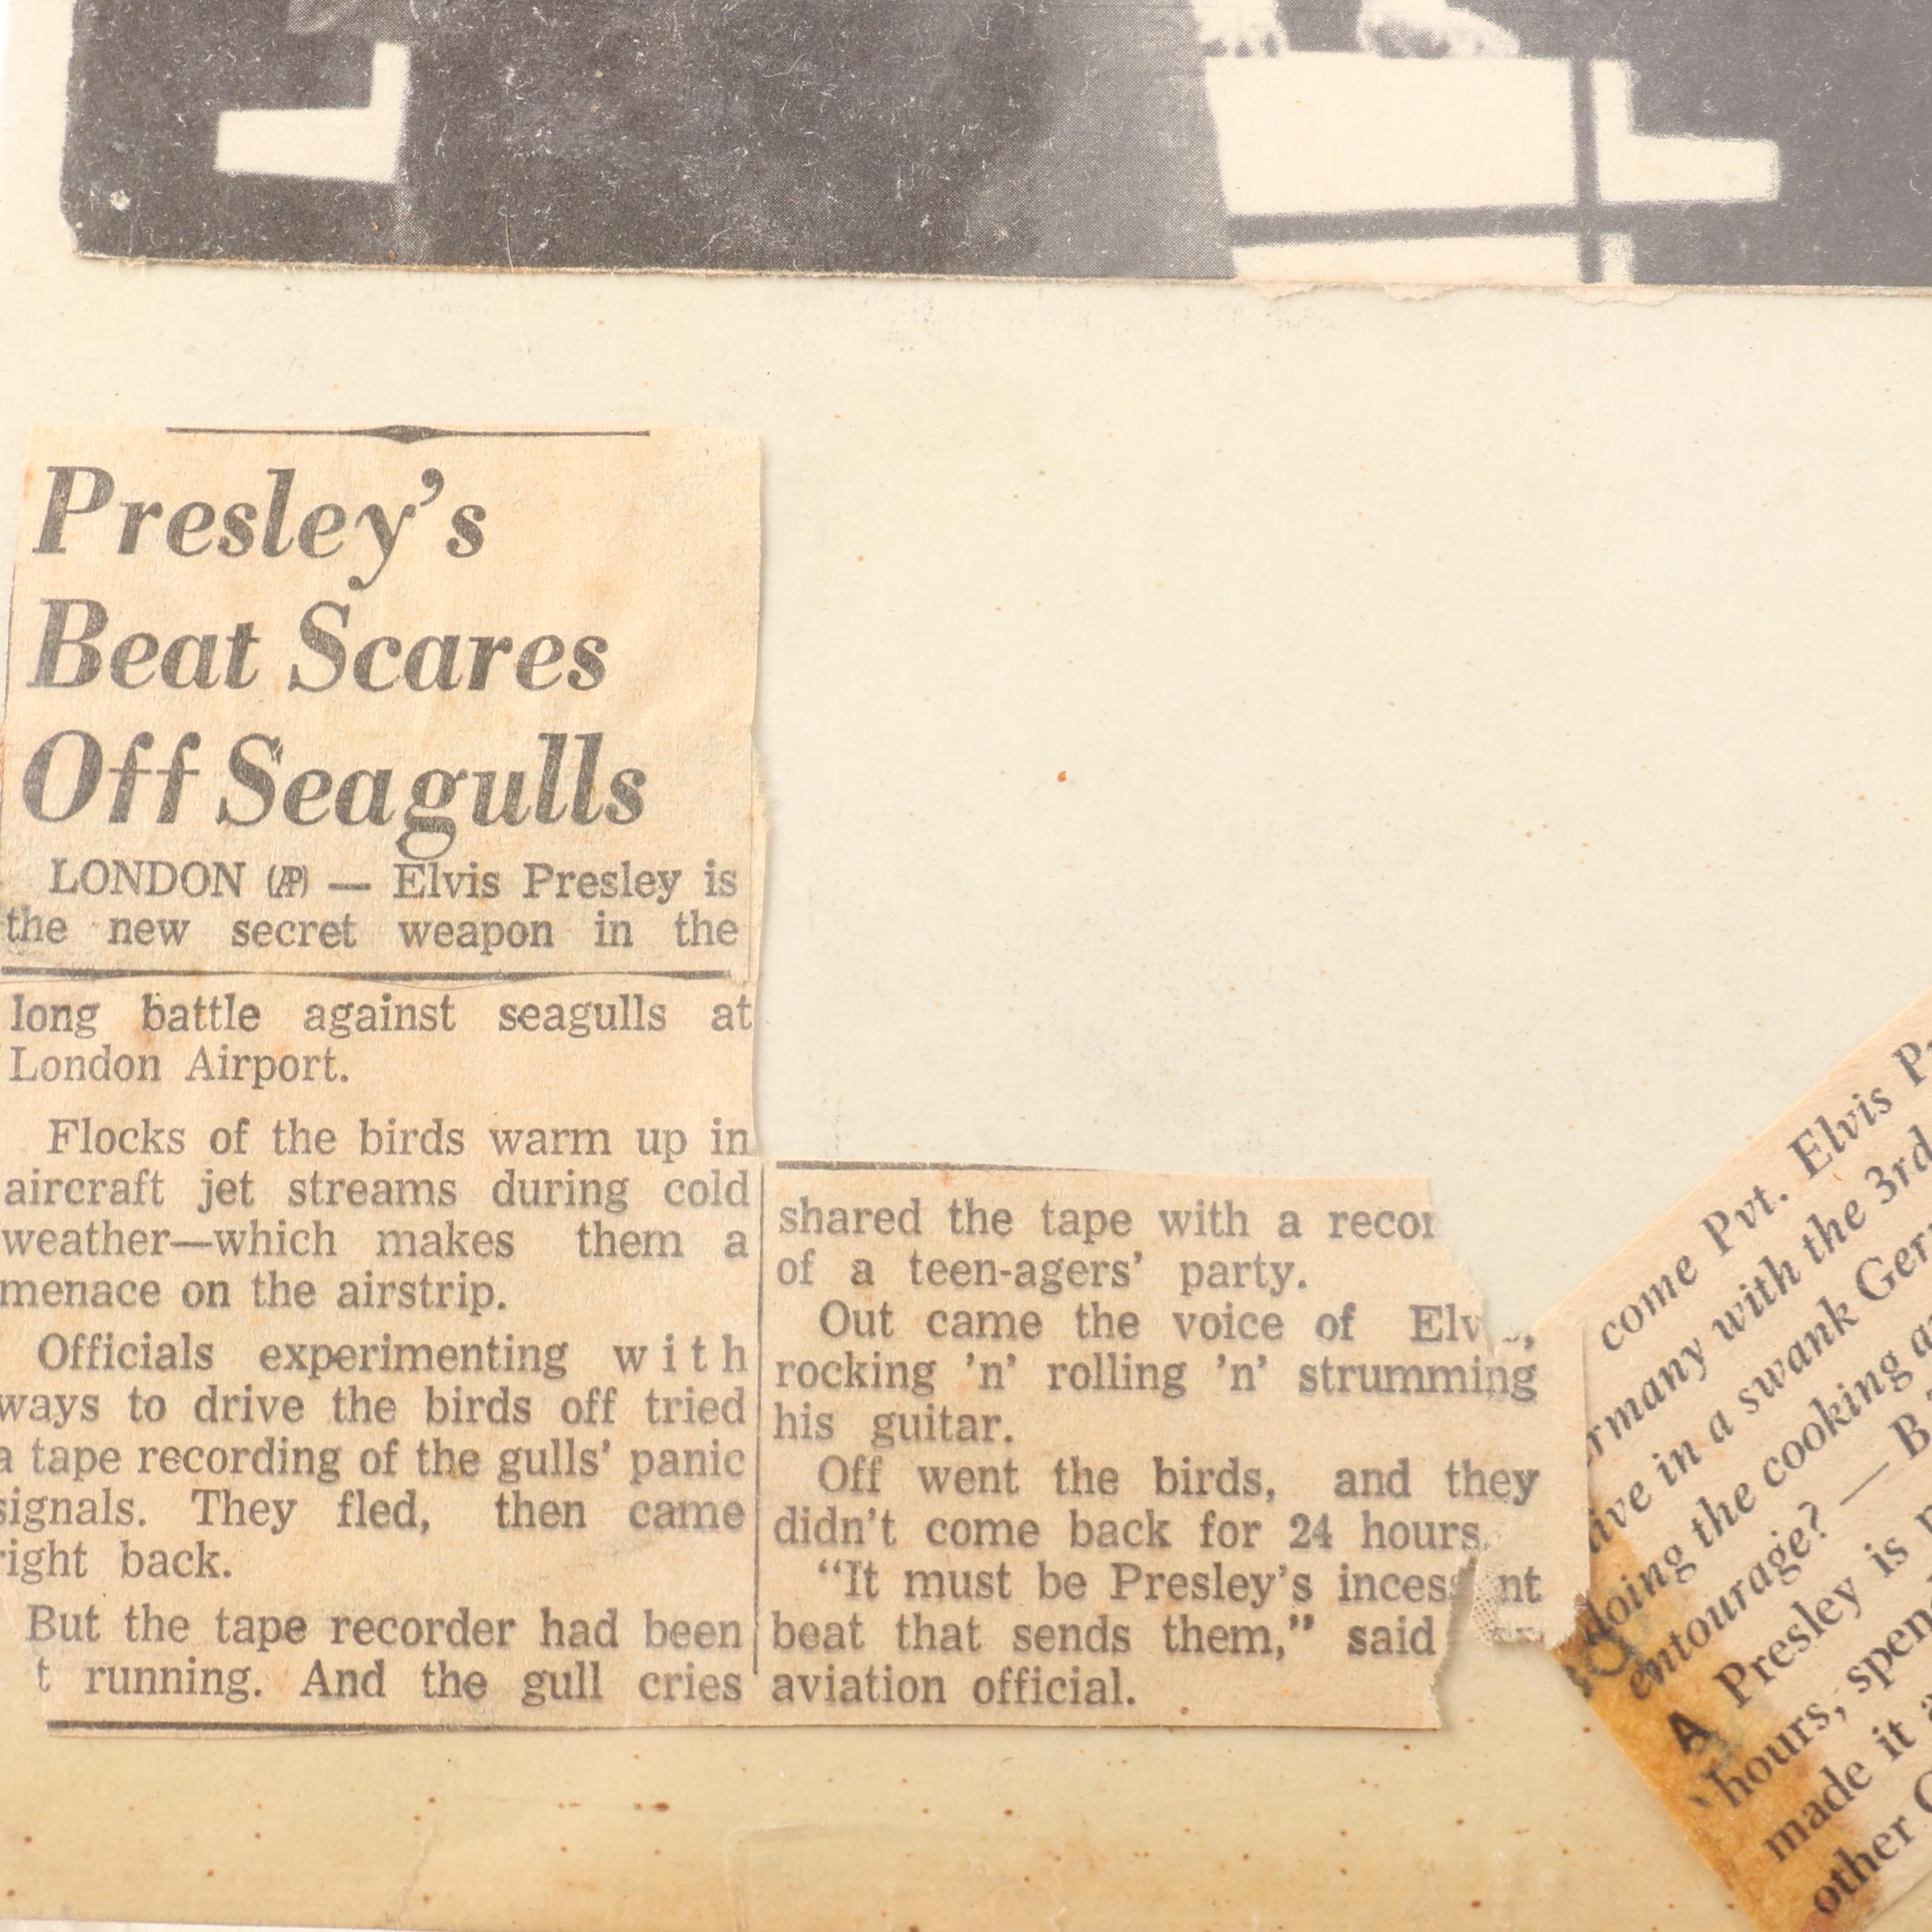 Presley's
Beat Scares
Off Seagulls
LONDON (AP) — Elvis Presley is
the new secret weapon in the
long battle against seagulls at
London Airport.
Flocks of the birds warm up in
aircraft jet streams during cold
weather—which makes them a
menace on the airstrip.
Officials experimenting with
ways to drive the birds off tried
a tape recording of the gulls' panic
signals. They fled, then came
right back.
But the tape recorder had been
t running. And the gull cries
shared the tape with a recor
of a teen-agers' party.
Out came the voice of Elvis,
rocking 'n' rolling 'n' strumming
his guitar.
Off went the birds, and they
didn't come back for 24 hours.
"It must be Presley's incessant
beat that sends them," said
aviation official.
come Pvt. Elvis
rmany with the 3rd
live in a swank Ger
doing the cooking
entourage? — B
A Presley is
hours, spen
made it
other